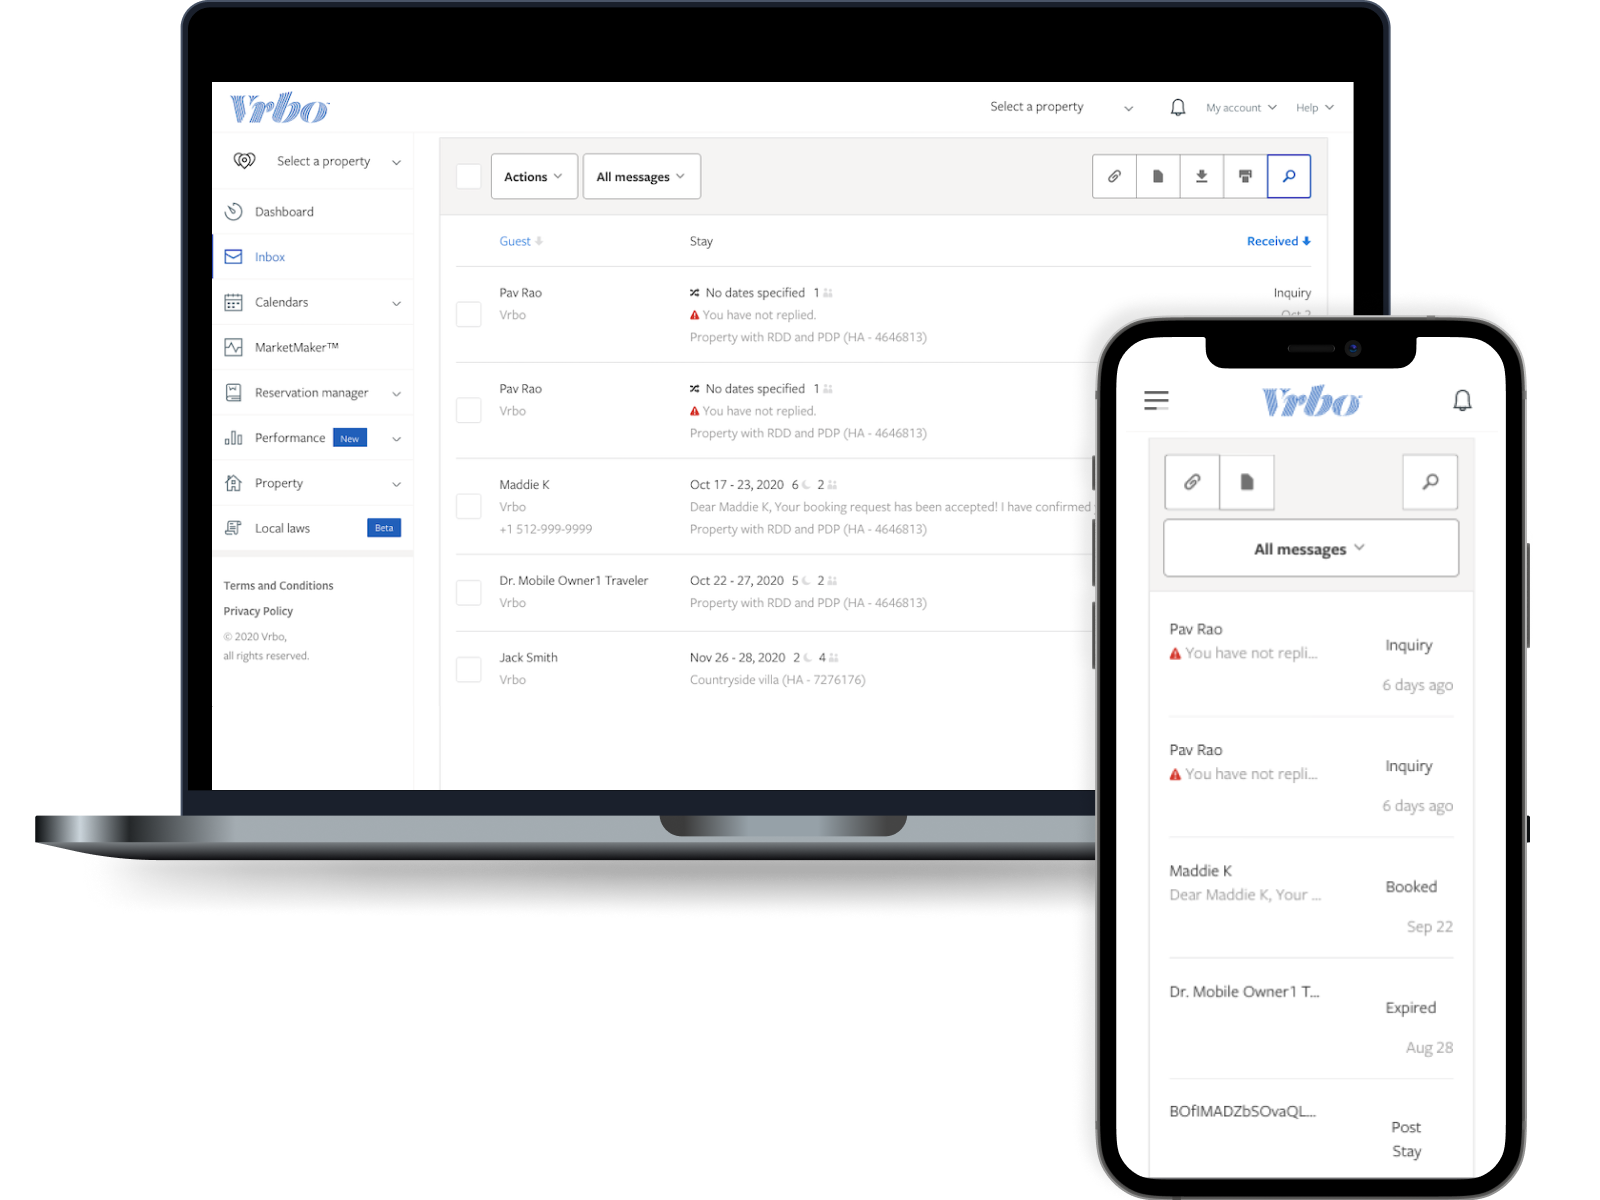 Vrbo
Select a property
My account
Help
Select a property
Dashboard
Inbox
Calendars
MarketMaker™
Reservation manager
Performance New
Property
Local laws Beta
Terms and Conditions
Privacy Policy
© 2020 Vrbo,
all rights reserved.
Actions
All messages
Guest Stay Received
Pav Rao No dates specified 1 Inquiry
Vrbo You have not replied. Oct 2
Property with RDD and PDP (HA - 4646813)
Pav Rao No dates specified 1
Vrbo You have not replied.
Property with RDD and PDP (HA - 4646813)
Maddie K Oct 17 - 23, 2020 6 2
Vrbo Dear Maddie K, Your booking request has been accepted! I have confirmed
+1 512-999-9999 Property with RDD and PDP (HA - 4646813)
Dr. Mobile Owner1 Traveler Oct 22 - 27, 2020 5 2
Vrbo Property with RDD and PDP (HA - 4646813)
Jack Smith Nov 26 - 28, 2020 2 4
Vrbo Countryside villa (HA - 7276176)
Vrbo
All messages
Pav Rao
You have not repli... Inquiry
6 days ago
Pav Rao
You have not repli... Inquiry
6 days ago
Maddie K
Dear Maddie K, Your ... Booked
Sep 22
Dr. Mobile Owner1 T...
Expired
Aug 28
BOfIMADZbSOvaQL...
Post
Stay